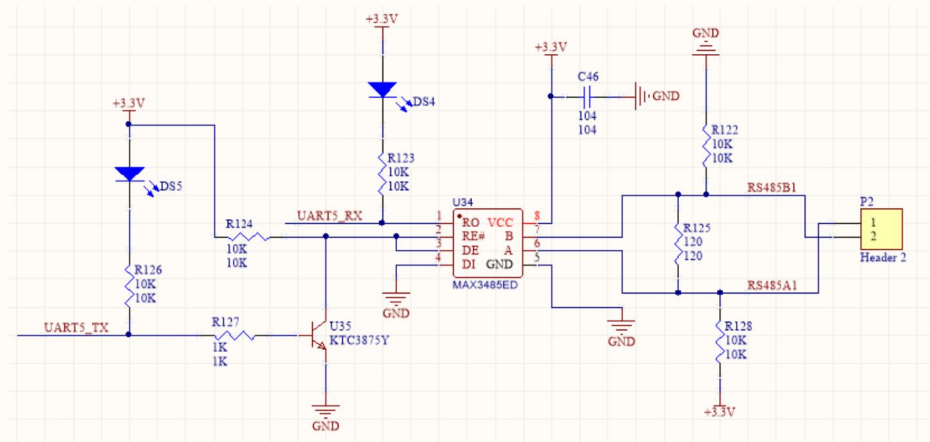 +3.3V
DS4
R123
10K
10K
+3.3V
DS5
R126
10K
10K
R124
10K
10K
UART5_RX
UART5_TX
R127
1K
1K
U35
KTC3875Y
GND
GND
U34
1
RO
VCC
8
2
RE#
B
7
3
DE
A
6
4
DI
GND
5
MAX3485ED
+3.3V
C46
104
104
GND
GND
R122
10K
10K
RS485B1
R125
120
120
RS485A1
GND
R128
10K
10K
+3.3V
P2
1
2
Header 2